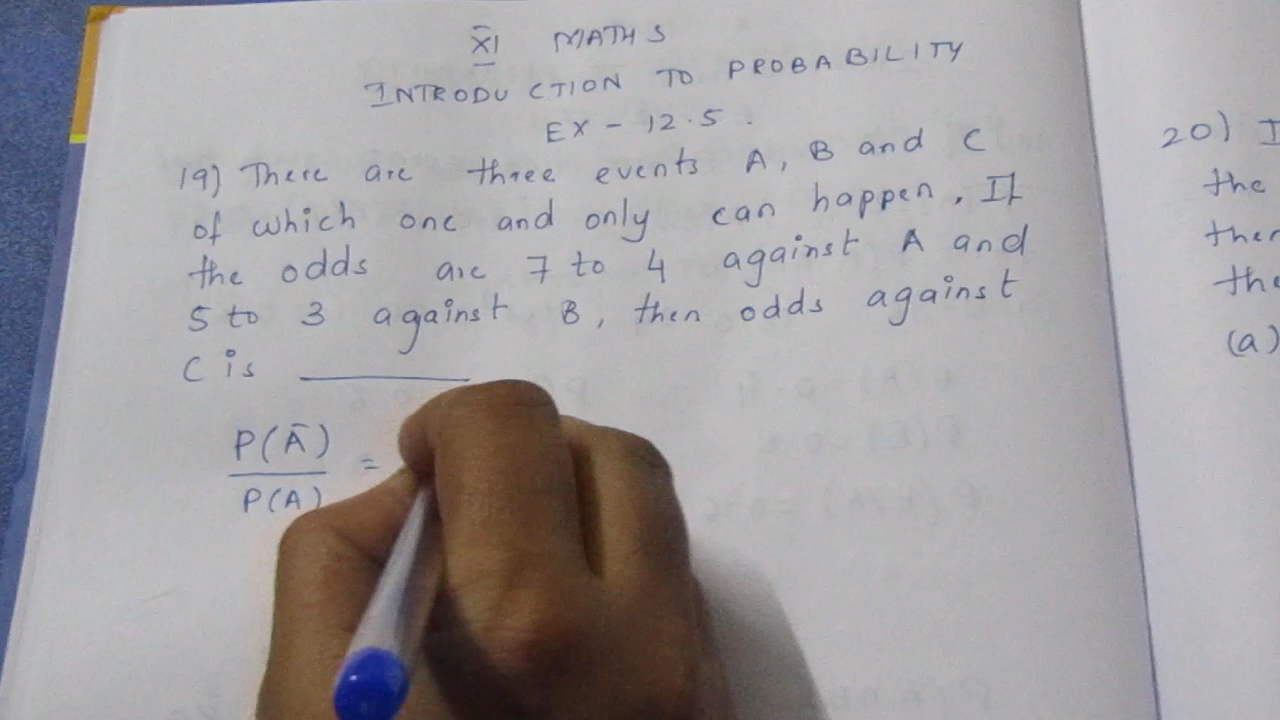 XI MATHS
INTRODUCTION TO PROBABILITY
EX - 12.5.
19) There are three events A, B and C
of which one and only can happen. If
the odds are 7 to 4 against A and
5 to 3 against B, then odds against
C is ________
P(Ā)
P(A)
=
20) I
the
ther
the
(a)